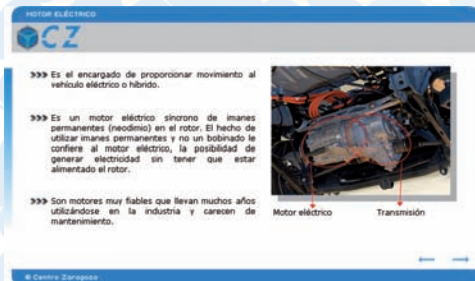 MOTOR ELÉCTRICO
CZ
>>> Es el encargado de proporcionar movimiento al
vehículo eléctrico o híbrido.
>>> Es un motor eléctrico síncrono de imanes
permanentes (neodimio) en el rotor. El hecho de
utilizar imanes permanentes y no un bobinado le
confiere al motor eléctrico, la posibilidad de
generar electricidad sin tener que estar
alimentado el rotor.
>>> Son motores muy fiables que llevan muchos años
utilizándose en la industria y carecen de
mantenimiento.
Motor eléctrico
Transmisión
© Centro Zaragoza